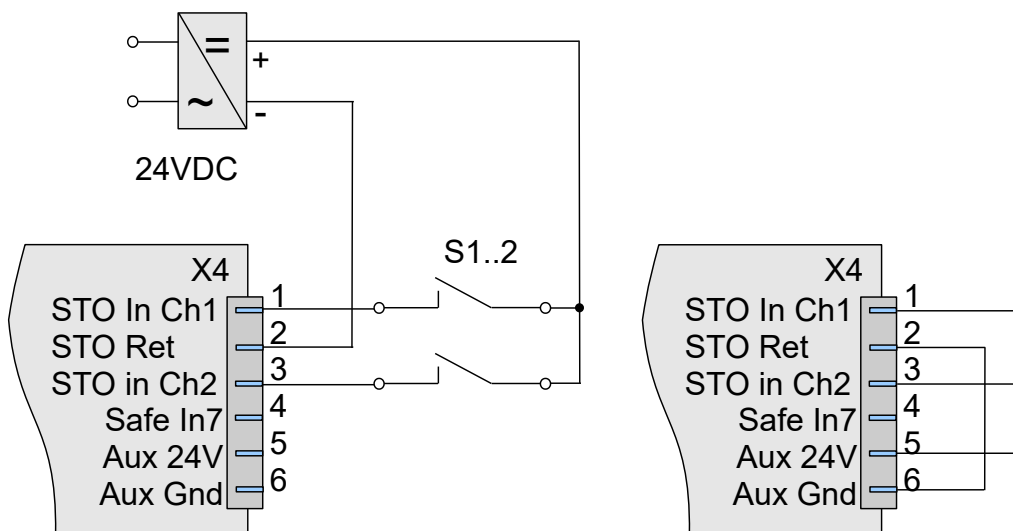 =
+
~
-
24VDC
S1..2
X4
STO In Ch1 1
STO Ret 2
STO in Ch2 3
Safe In7 4
Aux 24V 5
Aux Gnd 6
X4
STO In Ch1 1
STO Ret 2
STO in Ch2 3
Safe In7 4
Aux 24V 5
Aux Gnd 6